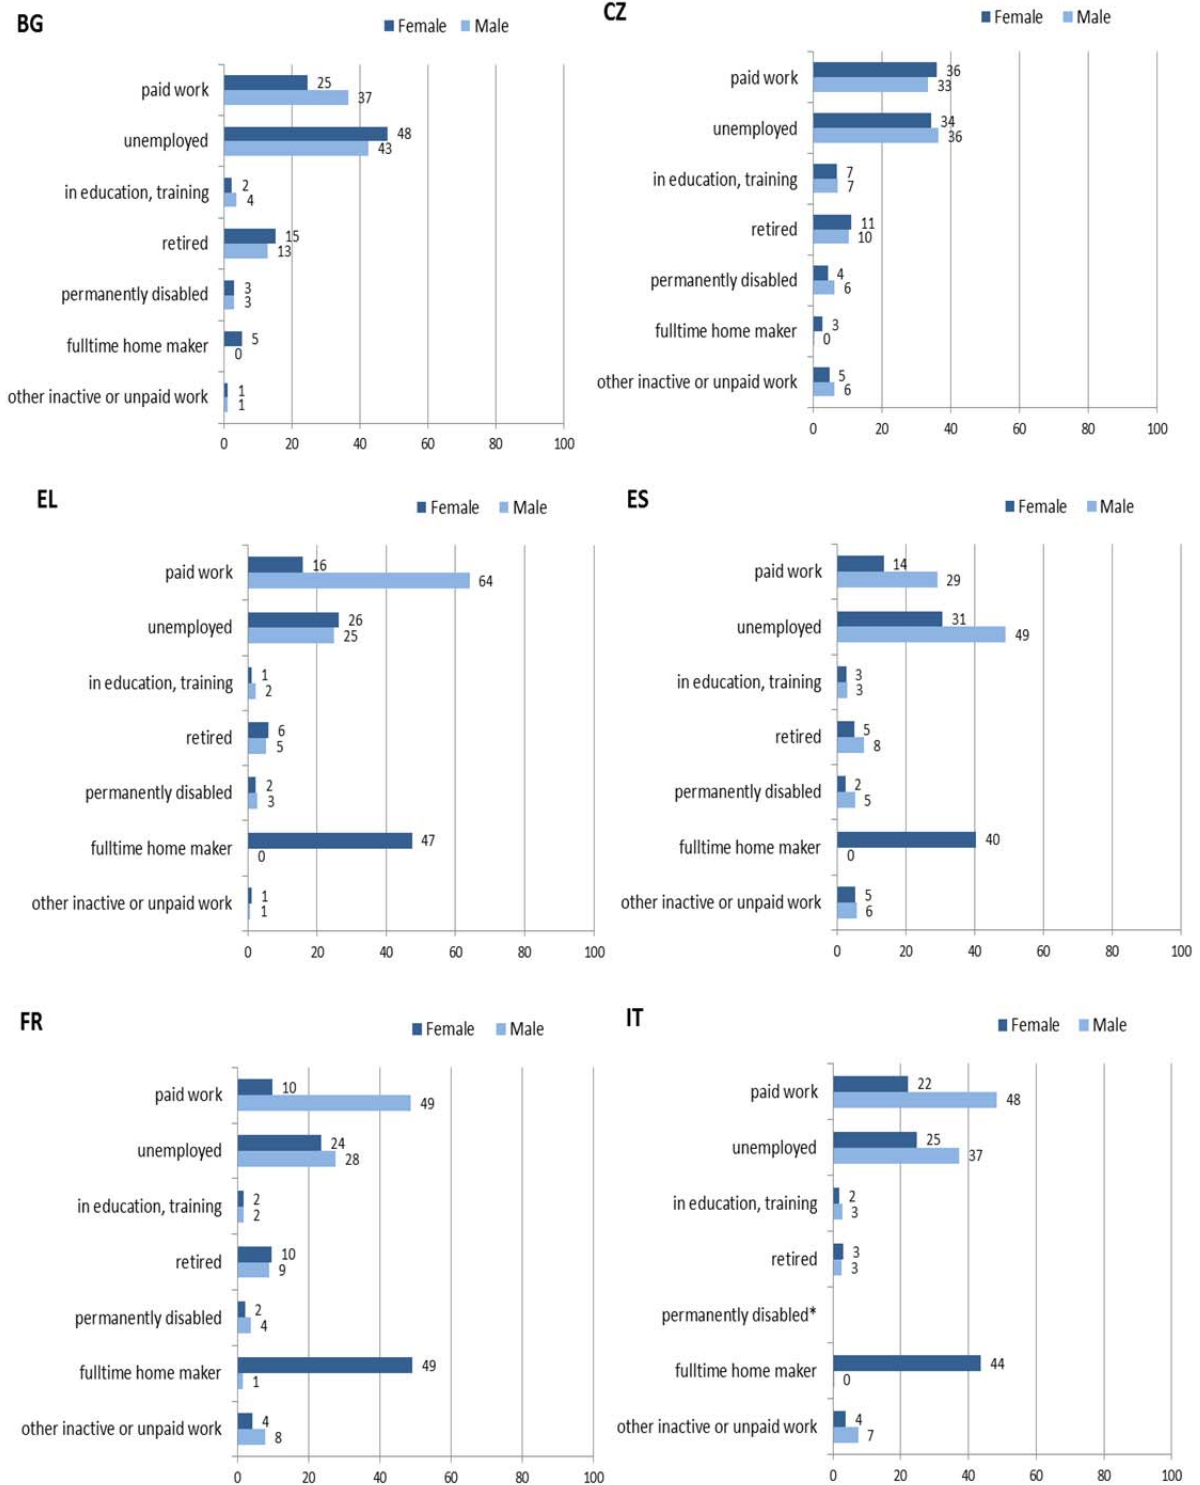 BG
Female Male
paid work 25
37
unemployed 48
43
in education, training 2
4
retired 15
13
permanently disabled 3
3
fulltime home maker 5
0
other inactive or unpaid work 1
1
0 20 40 60 80 100
CZ
Female Male
paid work 36
33
unemployed 34
36
in education, training 7
7
retired 11
10
permanently disabled 4
6
fulltime home maker 3
0
other inactive or unpaid work 5
6
0 20 40 60 80 100
EL
Female Male
paid work 16
64
unemployed 26
25
in education, training 1
2
retired 6
5
permanently disabled 2
3
fulltime home maker 47
0
other inactive or unpaid work 1
1
0 20 40 60 80 100
ES
Female Male
paid work 14
29
unemployed 31
49
in education, training 3
3
retired 5
8
permanently disabled 2
5
fulltime home maker 40
0
other inactive or unpaid work 5
6
0 20 40 60 80 100
FR
Female Male
paid work 10
49
unemployed 24
28
in education, training 2
2
retired 10
9
permanently disabled 2
4
fulltime home maker 49
1
other inactive or unpaid work 4
8
0 20 40 60 80 100
IT
Female Male
paid work 22
48
unemployed 25
37
in education, training 2
3
retired 3
3
permanently disabled*
fulltime home maker 44
0
other inactive or unpaid work 4
7
0 20 40 60 80 100